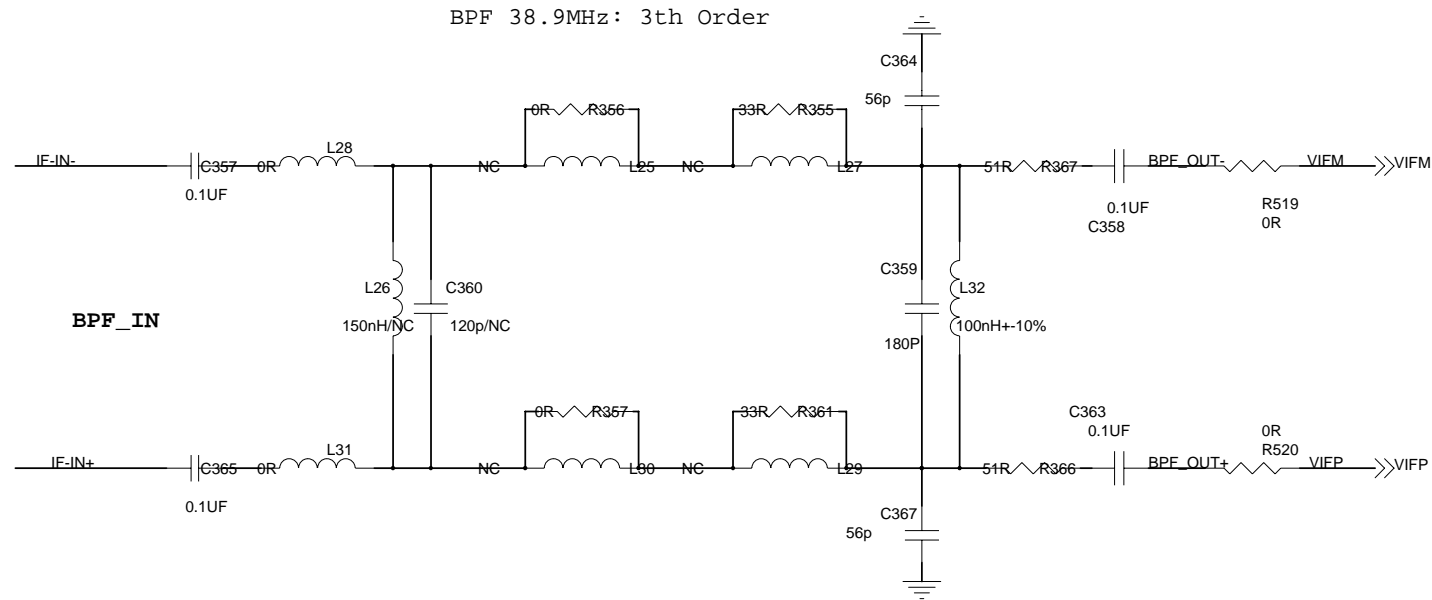 BPF 38.9MHz: 3th Order
C364
56p
0R R356
33R R355
IF-IN-
C357
0R
L28
NC
L25
NC
L27
51R
R367
BPF_OUT-
VIFM
VIFM
0.1UF
0.1UF
C358
R519
0R
L26
C360
C359
L32
BPF_IN
150nH/NC
120p/NC
180P
100nH+-10%
0R R357
33R R361
C363
0.1UF
0R
R520
IF-IN+
C365
0R
L31
NC
L30
NC
L29
51R
R366
BPF_OUT+
VIFP
VIFP
0.1UF
C367
56p